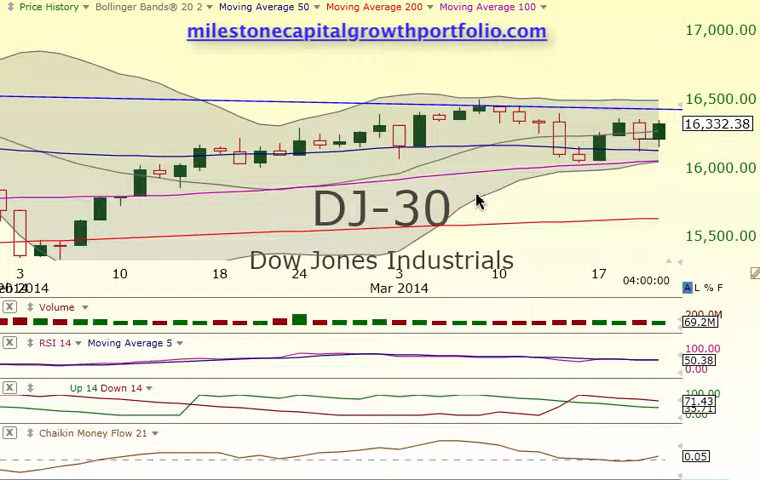 Price History Bollinger Bands® 20 2 Moving Average 50 Moving Average 200 Moving Average 100
milestonecapitalgrowthportfolio.com
17,000.00
16,500.00
16,332.38
16,000.00
DJ-30
15,500.00
Dow Jones Industrials
3 10 18 24 3 10 17 04:00:00
2014 Mar 2014 A L % F
X Volume
200.0M
69.2M
X RSI 14 Moving Average 5 100.00
50.38
0.00
X Up 14 Down 14 100.00
71.43
35.71
X Chaikin Money Flow 21
0.05